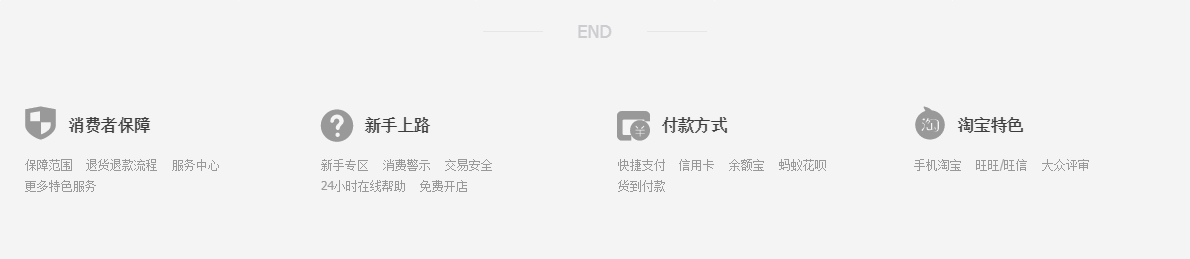 END
消费者保障
保障范围 退货退款流程 服务中心
更多特色服务
新手上路
新手专区 消费警示 交易安全
24小时在线帮助 免费开店
¥
付款方式
快捷支付 信用卡 余额宝 蚂蚁花呗
货到付款
淘
淘宝特色
手机淘宝 旺旺/旺信 大众评审